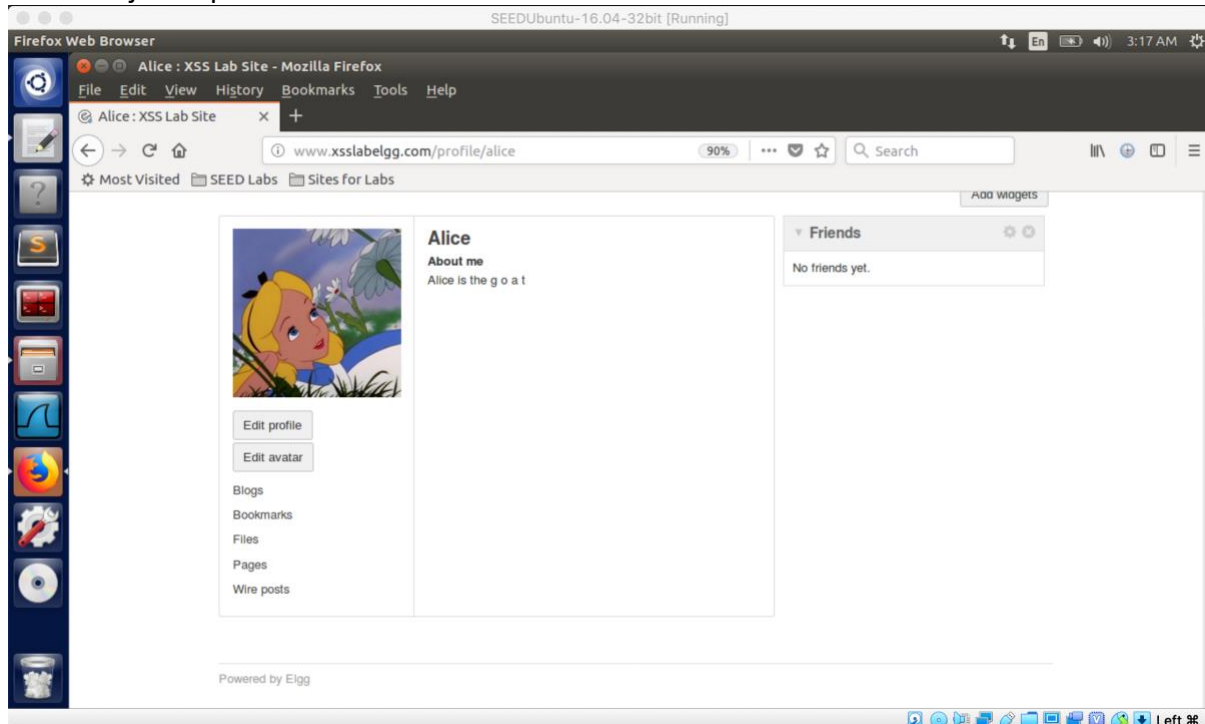 SEEDUbuntu-16.04-32bit [Running]
Firefox Web Browser
En
3:17 AM
Alice : XSS Lab Site - Mozilla Firefox
File Edit View History Bookmarks Tools Help
Alice : XSS Lab Site
www.xsslabelgg.com/profile/alice
90%
Search
Most Visited SEED Labs Sites for Labs
Add widgets
Alice
About me
Alice is the g o a t
Friends
No friends yet.
Edit profile
Edit avatar
Blogs
Bookmarks
Files
Pages
Wire posts
Powered by Elgg
Left ⌘